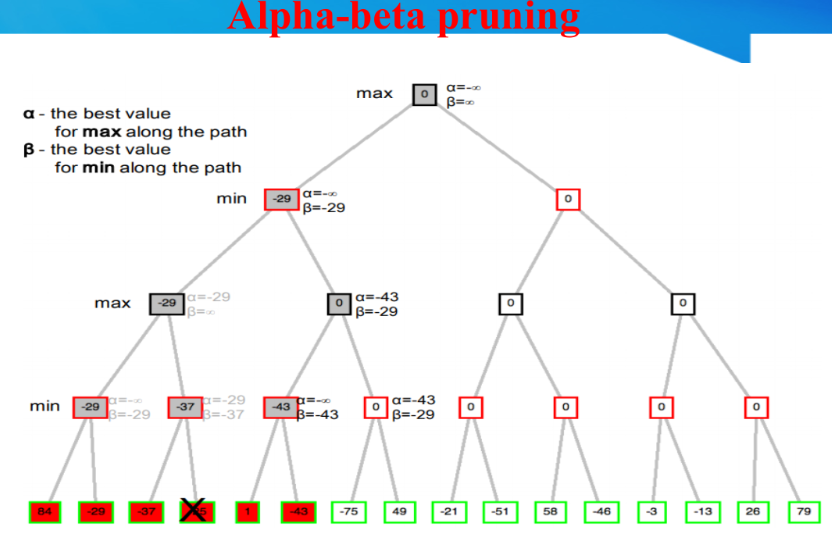 Alpha-beta pruning
max 0 α=-∞
β=∞
α - the best value
for max along the path
β - the best value
for min along the path
min -29 α=-∞
β=-29
0
max -29 α=-29
β=∞
0 α=-43
β=-29
0
0
min -29 α=-∞
β=-29
-37 α=-29
β=-37
-43 α=-∞
β=-43
0 α=-43
β=-29
0
0
0
0
84 -29 -37 1 -43 -75 49 -21 -51 58 -46 -3 -13 26 79